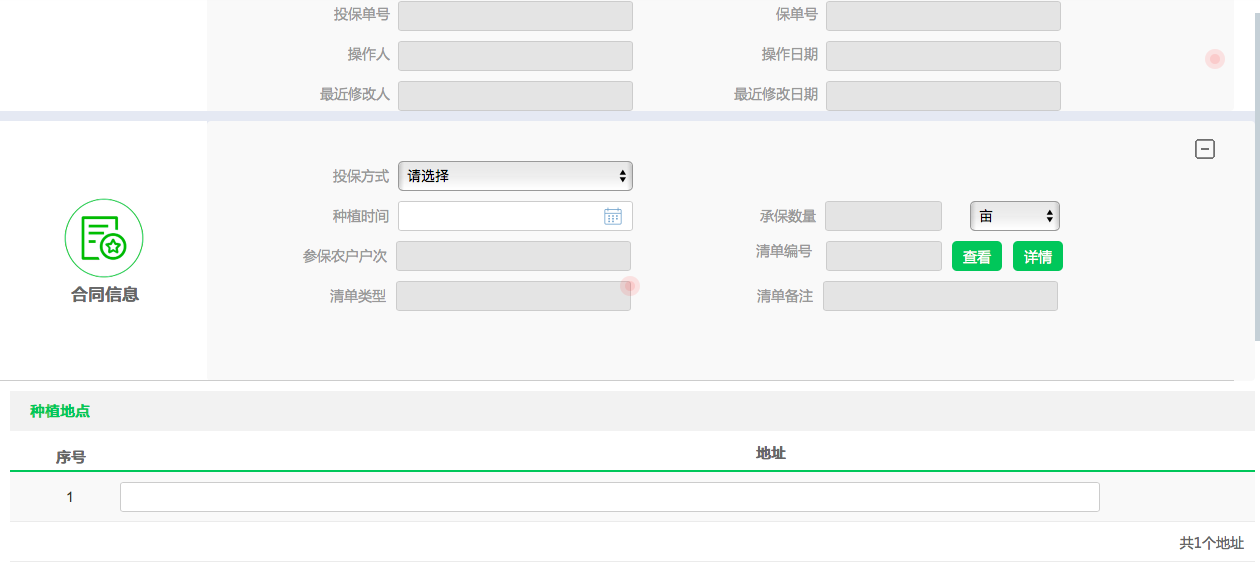 投保单号 保单号
操作人 操作日期
最近修改人 最近修改日期
投保方式 请选择
种植时间 承保数量 亩
参保农户户次 清单编号 查看 详情
清单类型 清单备注
合同信息
种植地点
序号 地址
1
共1个地址